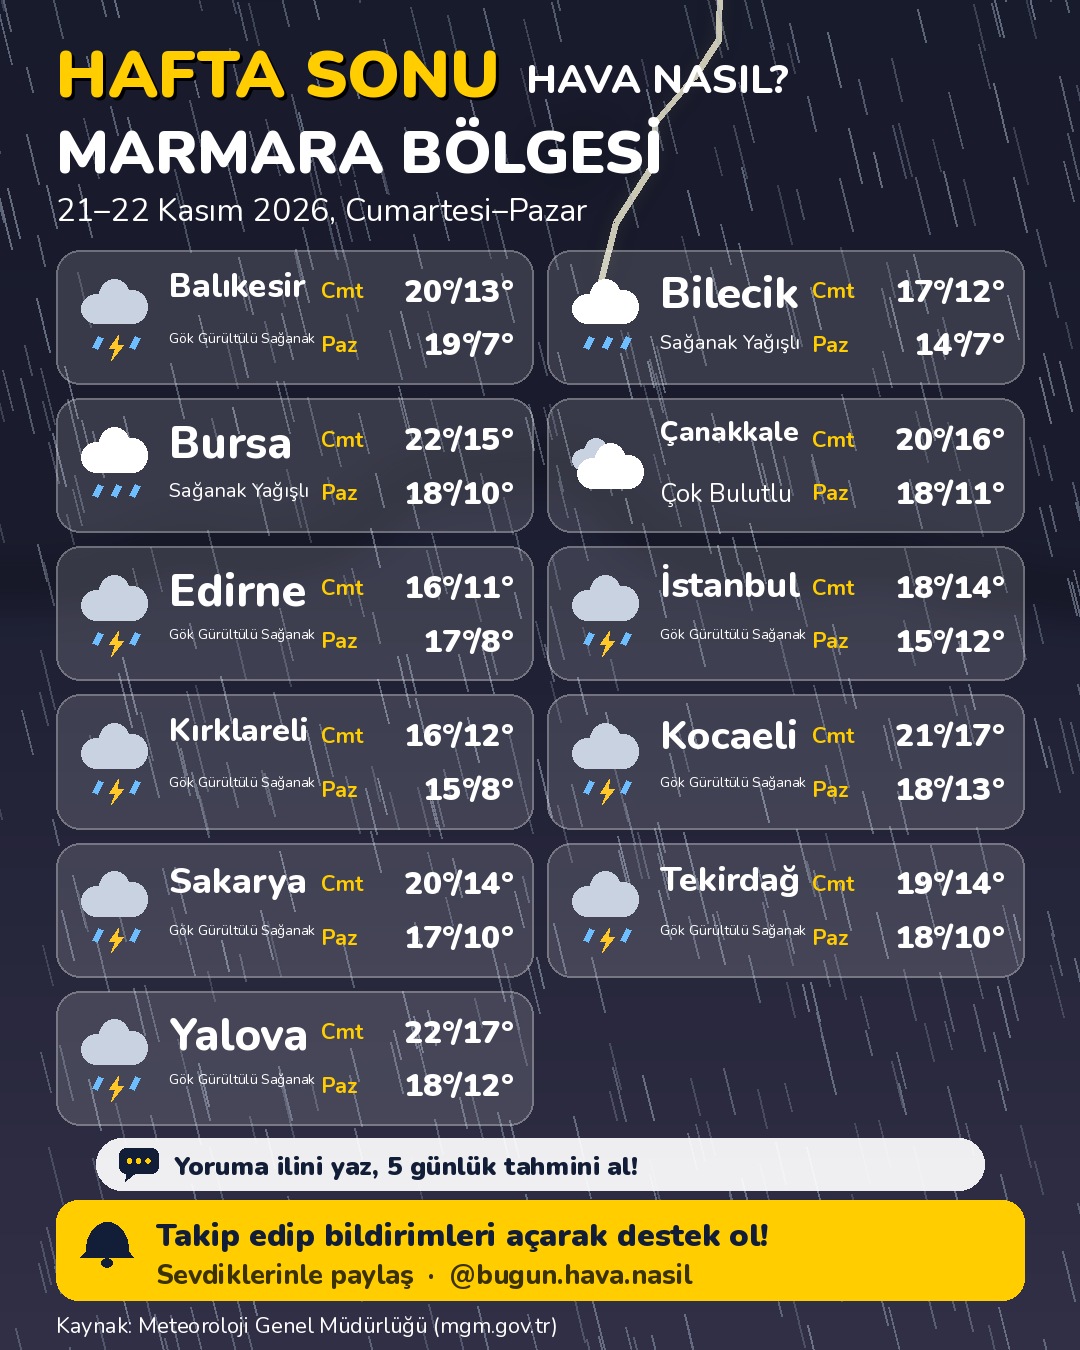 HAFTA SONU HAVA NASIL?
MARMARA BÖLGESİ
21–22 Kasım 2026, Cumartesi–Pazar
Balıkesir Cmt 20°/13°
Gök Gürültülü Sağanak Paz 19°/7°
Bilecik Cmt 17°/12°
Sağanak Yağışlı Paz 14°/7°
Bursa Cmt 22°/15°
Sağanak Yağışlı Paz 18°/10°
Çanakkale Cmt 20°/16°
Çok Bulutlu Paz 18°/11°
Edirne Cmt 16°/11°
Gök Gürültülü Sağanak Paz 17°/8°
İstanbul Cmt 18°/14°
Gök Gürültülü Sağanak Paz 15°/12°
Kırklareli Cmt 16°/12°
Gök Gürültülü Sağanak Paz 15°/8°
Kocaeli Cmt 21°/17°
Gök Gürültülü Sağanak Paz 18°/13°
Sakarya Cmt 20°/14°
Gök Gürültülü Sağanak Paz 17°/10°
Tekirdağ Cmt 19°/14°
Gök Gürültülü Sağanak Paz 18°/10°
Yalova Cmt 22°/17°
Gök Gürültülü Sağanak Paz 18°/12°
Yoruma ilini yaz, 5 günlük tahmini al!
Takip edip bildirimleri açarak destek ol!
Sevdiklerinle paylaş · @bugun.hava.nasil
Kaynak: Meteoroloji Genel Müdürlüğü (mgm.gov.tr)